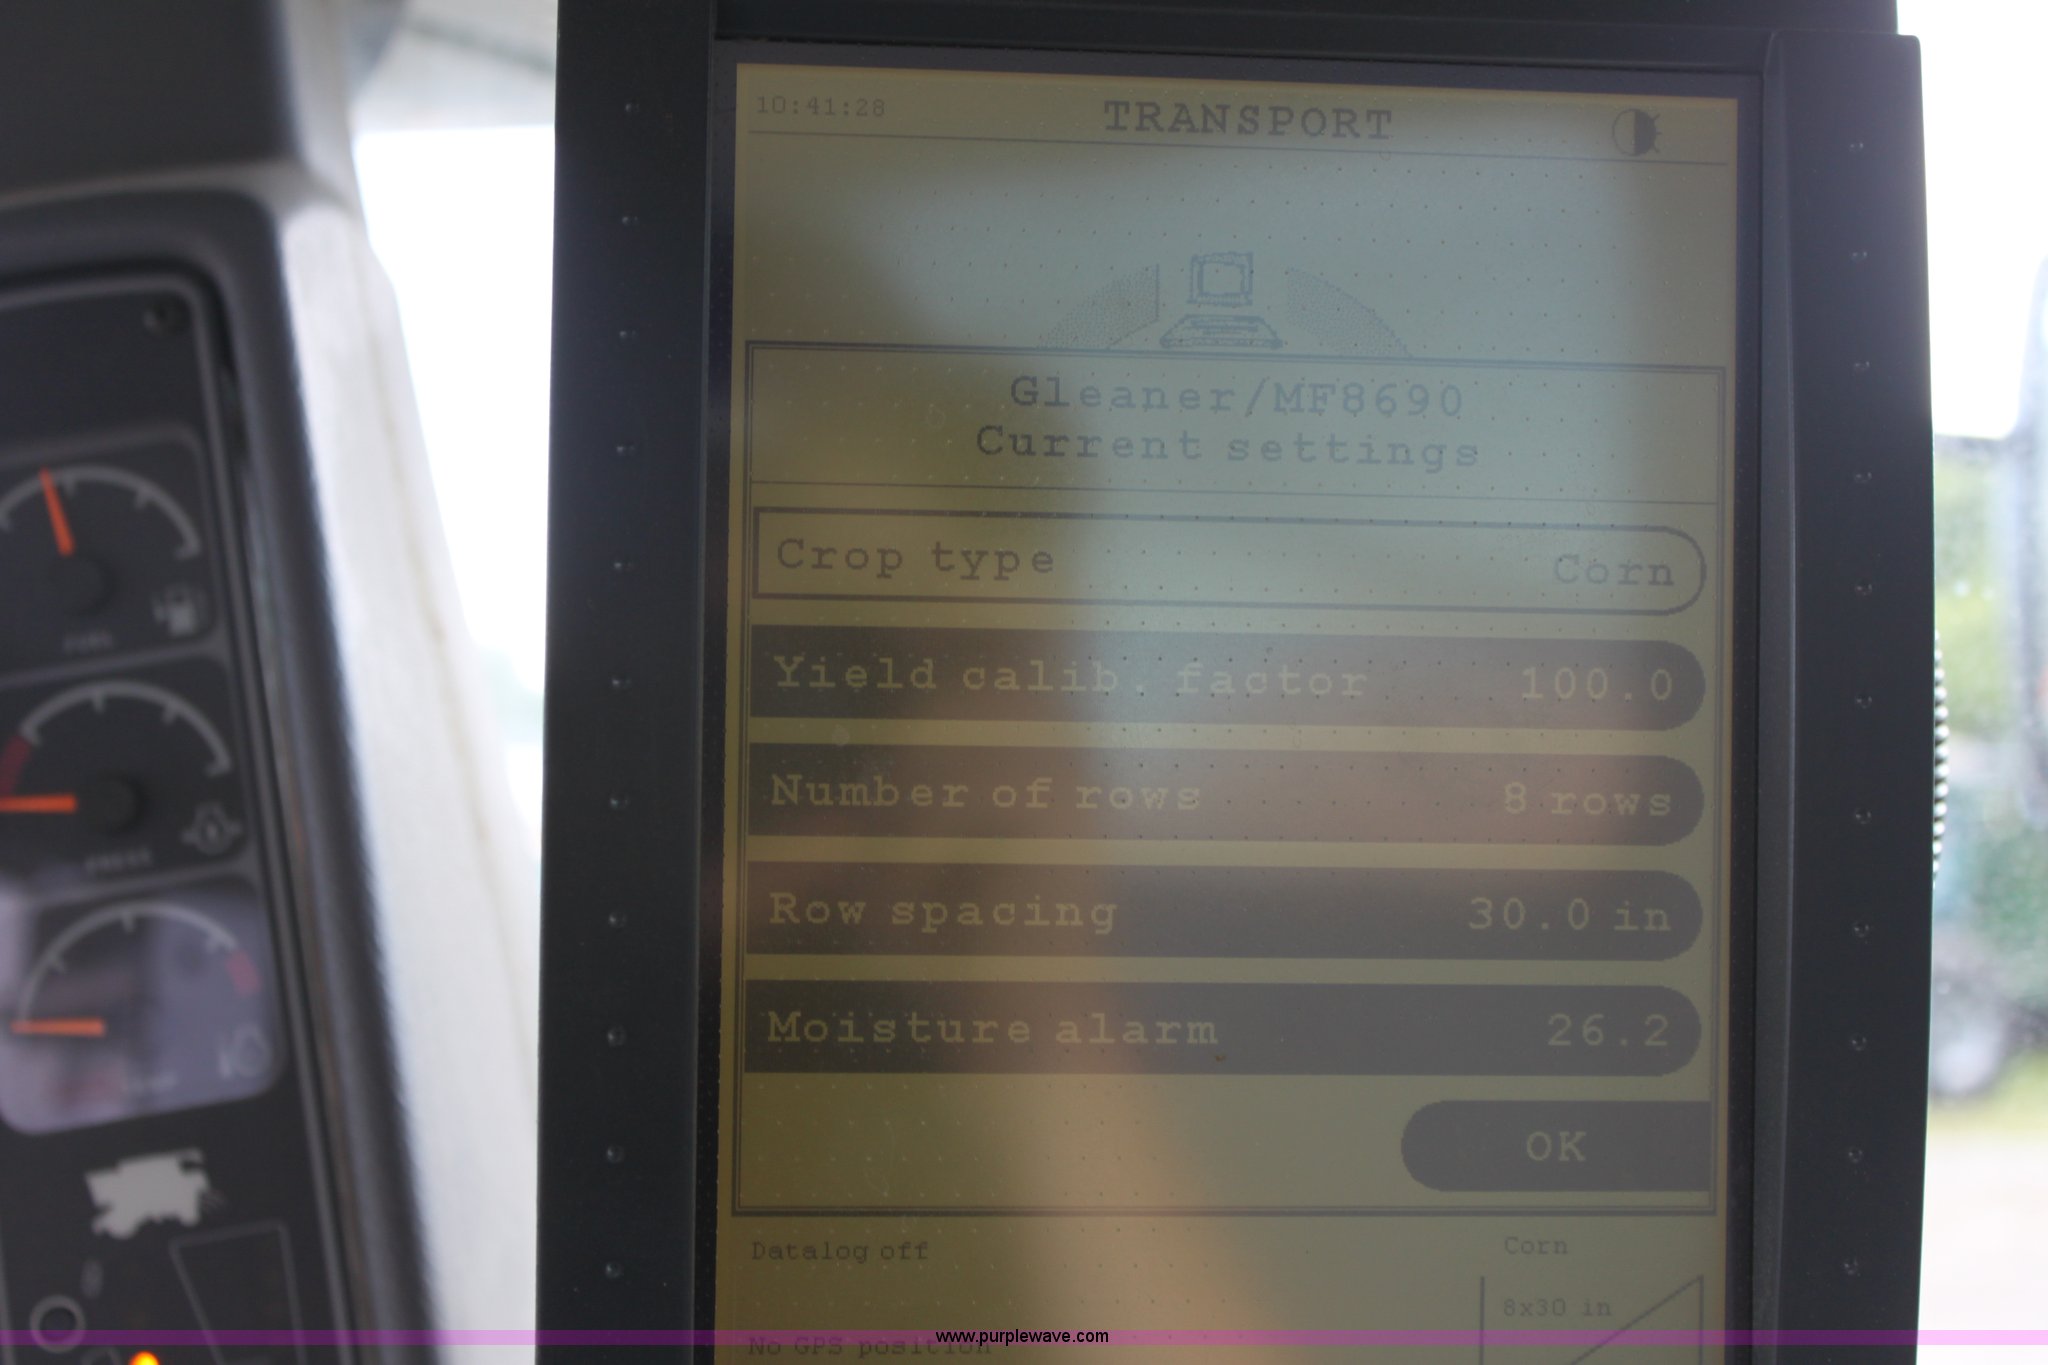 10:41:28
TRANSPORT
Gleaner/MF8690
Current settings
Crop type Corn
Yield calib. factor 100.0
Number of rows 8 rows
Row spacing 30.0 in
Moisture alarm 26.2
OK
Datalog off
Corn
8x30 in
No GPS position
www.purplewave.com
FUEL
PRESS